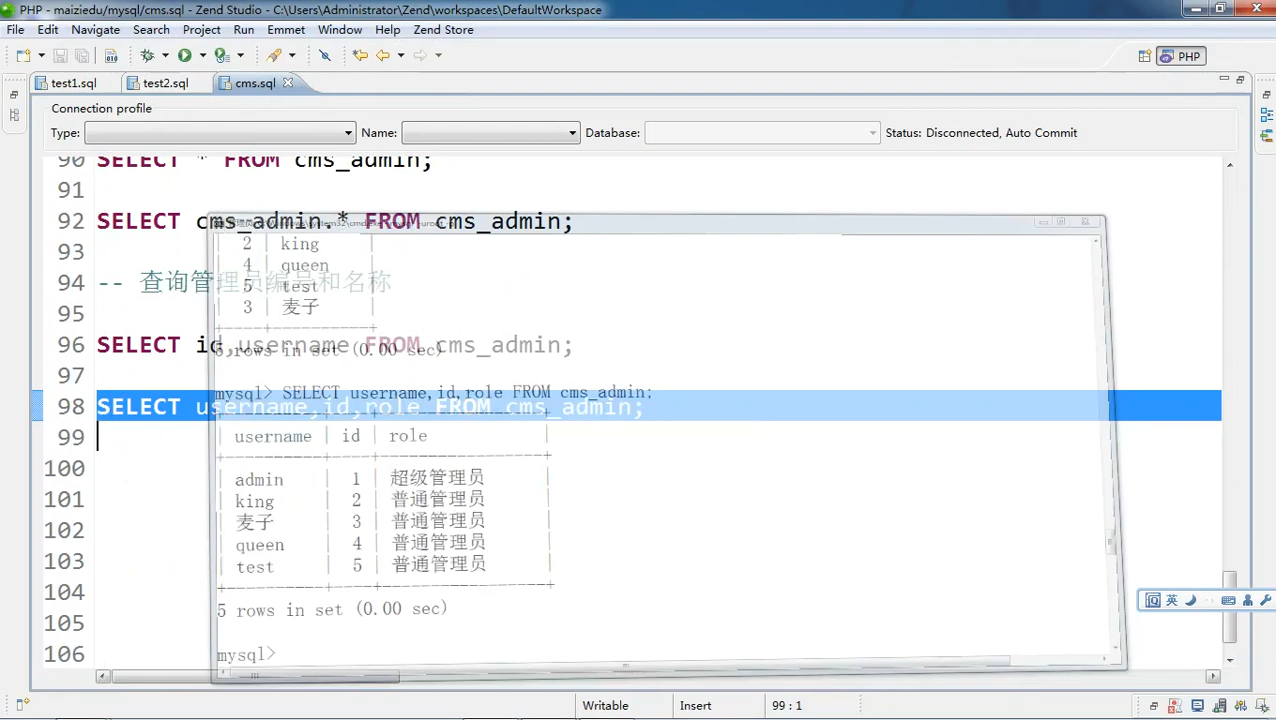 PHP - maiziedu/mysql/cms.sql - Zend Studio - C:\Users\Administrator\Zend\workspaces\DefaultWorkspace
File Edit Navigate Search Project Run Emmet Window Help Zend Store
PHP
test1.sql test2.sql cms.sql
Connection profile
Type: Name: Database: Status: Disconnected, Auto Commit
90 SELECT * FROM cms_admin;
91
92 SELECT cms_admin.* FROM cms_admin;
93
94 -- 查询管理员编号和名称
95
96 SELECT id,username FROM cms_admin;
97
98 SELECT username,id,role FROM cms_admin;
99
100
101
102
103
104
105
106
2 king
4 queen
5 test
3 麦子
5 rows in set (0.00 sec)
mysql> SELECT username,id,role FROM cms_admin;
username id role
admin 1 超级管理员
king 2 普通管理员
麦子 3 普通管理员
queen 4 普通管理员
test 5 普通管理员
5 rows in set (0.00 sec)
mysql>
英
Writable Insert 99 : 1